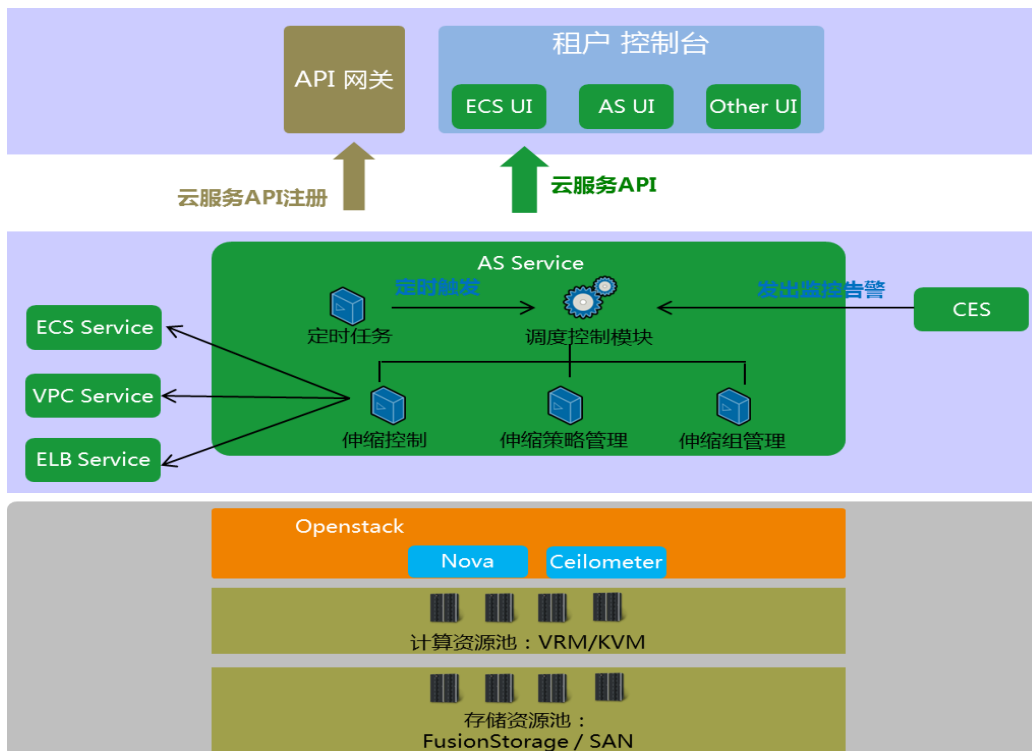 租户 控制台
API 网关
ECS UI
AS UI
Other UI
云服务API注册
云服务API
AS Service
定时触发
发出监控告警
定时任务
调度控制模块
CES
ECS Service
VPC Service
ELB Service
伸缩控制
伸缩策略管理
伸缩组管理
Openstack
Nova
Ceilometer
计算资源池：VRM/KVM
存储资源池：
FusionStorage / SAN